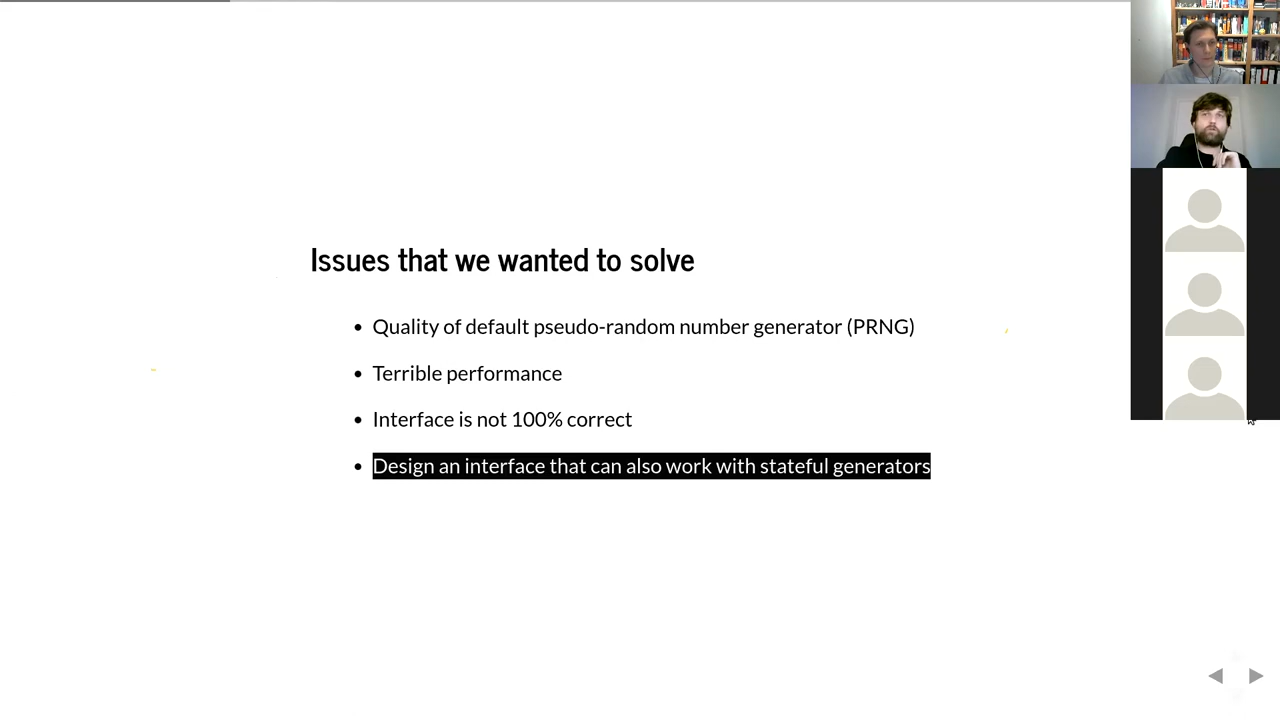 Issues that we wanted to solve
• Quality of default pseudo-random number generator (PRNG)
• Terrible performance
• Interface is not 100% correct
• Design an interface that can also work with stateful generators